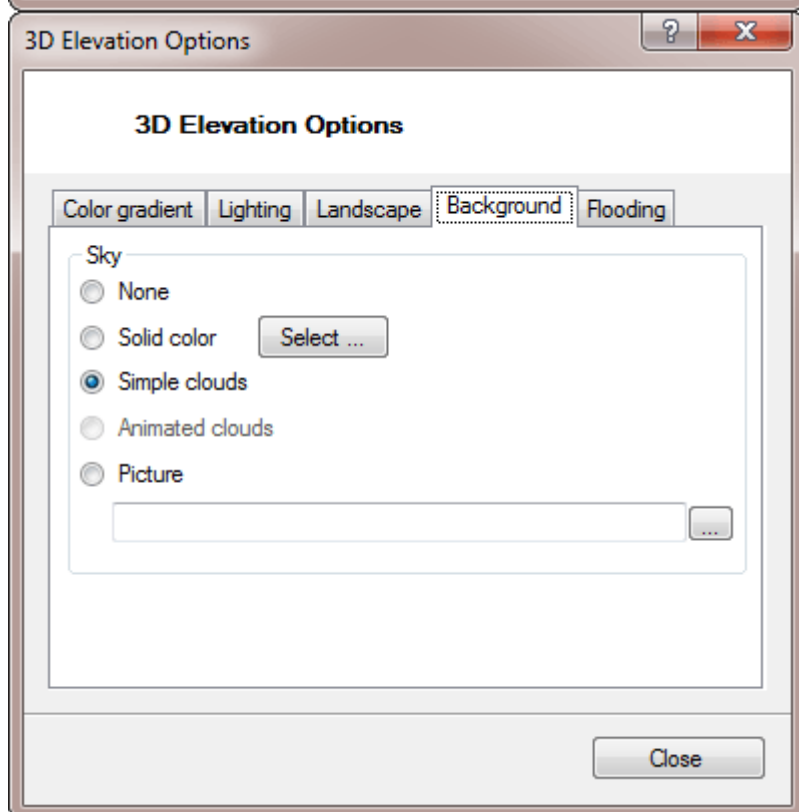 3D Elevation Options
? X
3D Elevation Options
Color gradient Lighting Landscape Background Flooding
Sky
None
Solid color Select ...
Simple clouds
Animated clouds
Picture
...
Close